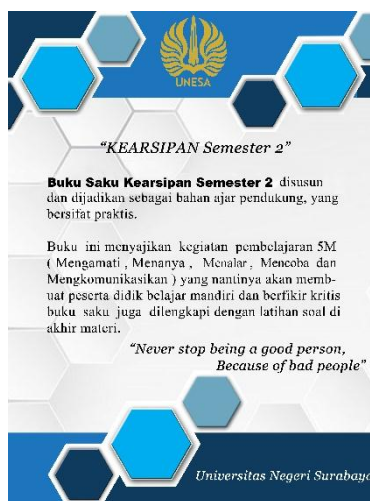 UNESA
"KEARSIPAN Semester 2"
Buku Saku Kearsipan Semester 2 disusun
dan dijadikan sebagai bahan ajar pendukung, yang
bersifat praktis.
Buku ini menyajikan kegiatan pembelajaran 5M
( Mengamati , Menanya , Menalar , Mencoba dan
Mengkomunikasikan ) yang nantinya akan memb-
uat peserta didik belajar mandiri dan berfikir kritis
buku saku juga dilengkapi dengan latihan soal di
akhir materi.
"Never stop being a good person,
Because of bad people"
Universitas Negeri Surabaya